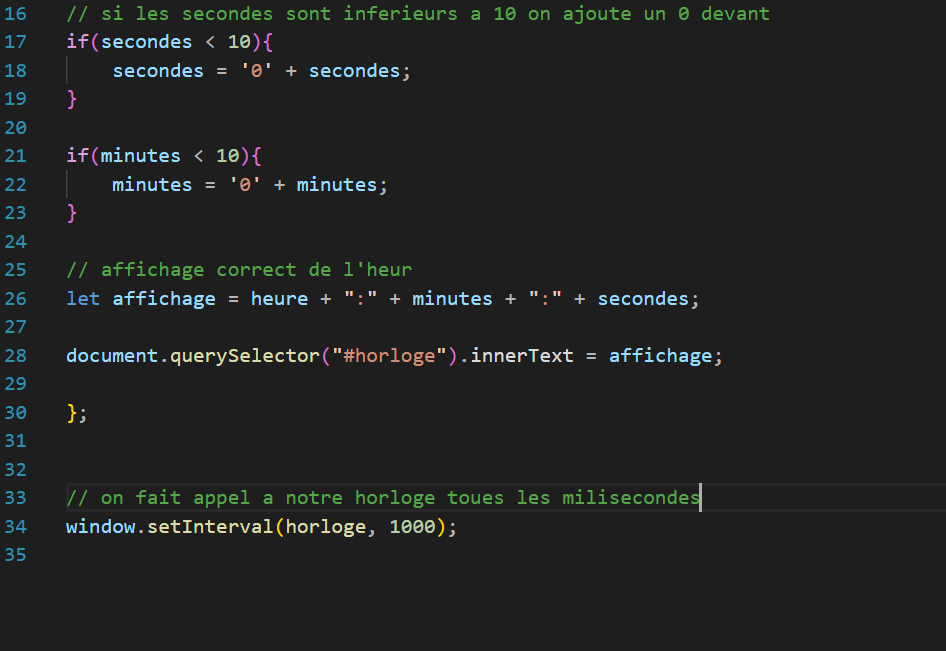 16 // si les secondes sont inferieurs a 10 on ajoute un 0 devant
17 if(secondes < 10){
18 secondes = '0' + secondes;
19 }
20
21 if(minutes < 10){
22 minutes = '0' + minutes;
23 }
24
25 // affichage correct de l'heur
26 let affichage = heure + ":" + minutes + ":" + secondes;
27
28 document.querySelector("#horloge").innerText = affichage;
29
30 };
31
32
33 // on fait appel a notre horloge toues les milisecondes
34 window.setInterval(horloge, 1000);
35